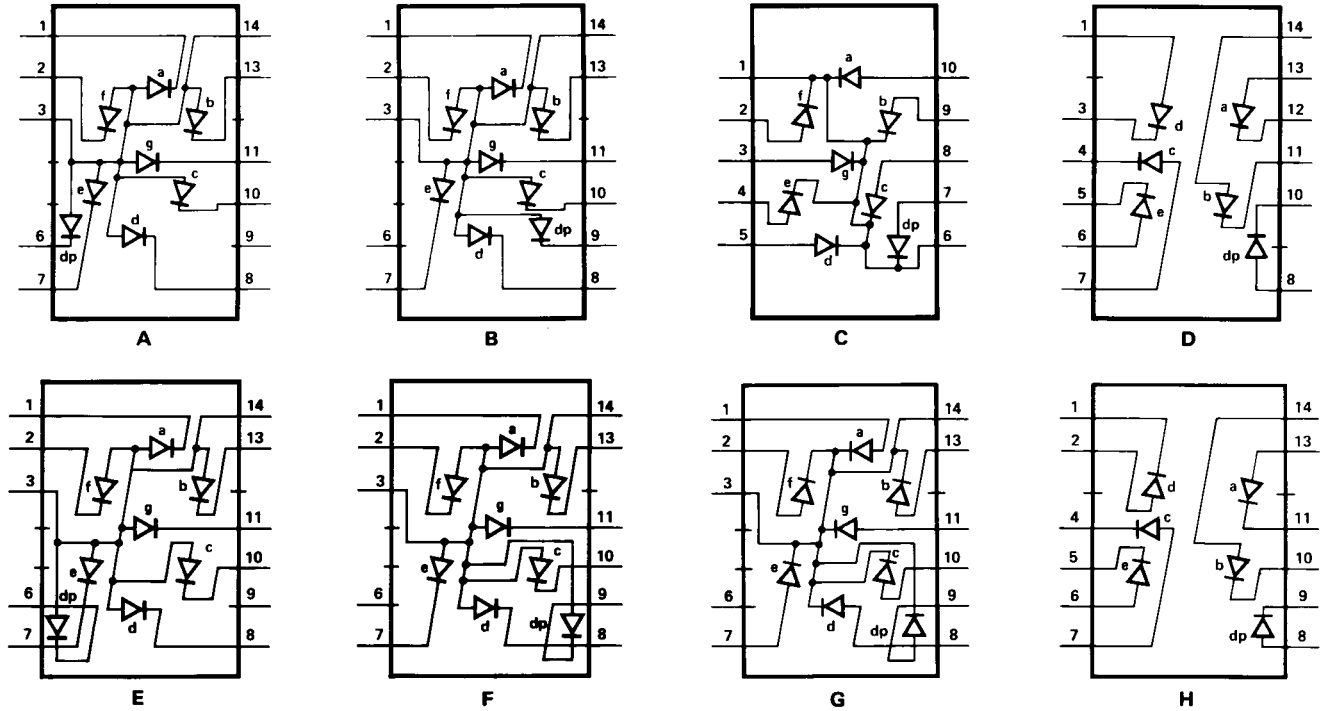 1 14
2 13
3
11
10
6 9
7 8
a
f b
g
e c
d
dp
A
1 14
2 13
3
11
10
6 9
7 8
a
f b
g
e c
d dp
B
1 10
2 9
3 8
4 7
5 6
a
f b
g
e c
d dp
C
1 14
13
3 12
4 11
5 10
6
7 8
a
d
c
e b
dp
D
1 14
2 13
3
11
10
6 9
7 8
a
f b
g
e c
dp d
E
1 14
2 13
3
11
10
6 9
7 8
a
f b
g
e c
d dp
F
1 14
2 13
3
11
10
6 9
7 8
a
f b
g
e c
d dp
G
1 14
2 13
4 11
5 10
6 9
7 8
d a
c
e b
dp
H